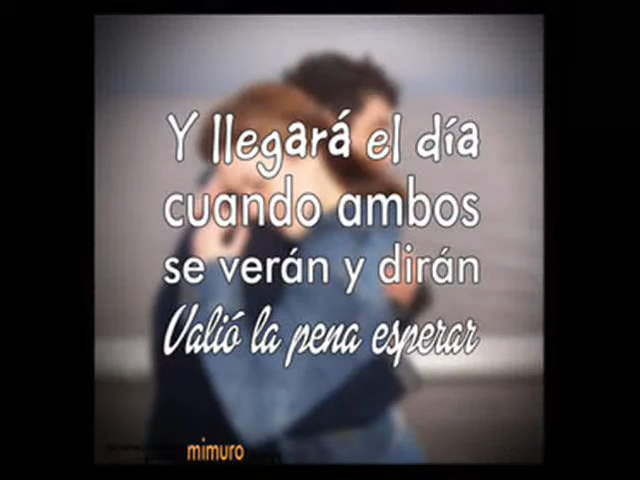 Y llegará el día
cuando ambos
se verán y dirán
Valió la pena esperar
mimuro